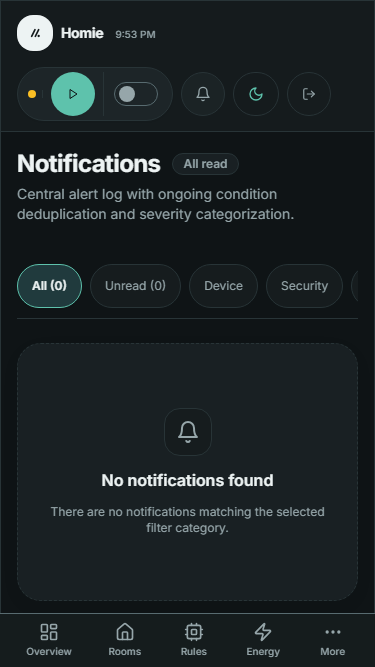 Homie 9:53 PM
Notifications All read
Central alert log with ongoing condition
deduplication and severity categorization.
All (0) Unread (0) Device Security
No notifications found
There are no notifications matching the selected
filter category.
Overview Rooms Rules Energy More